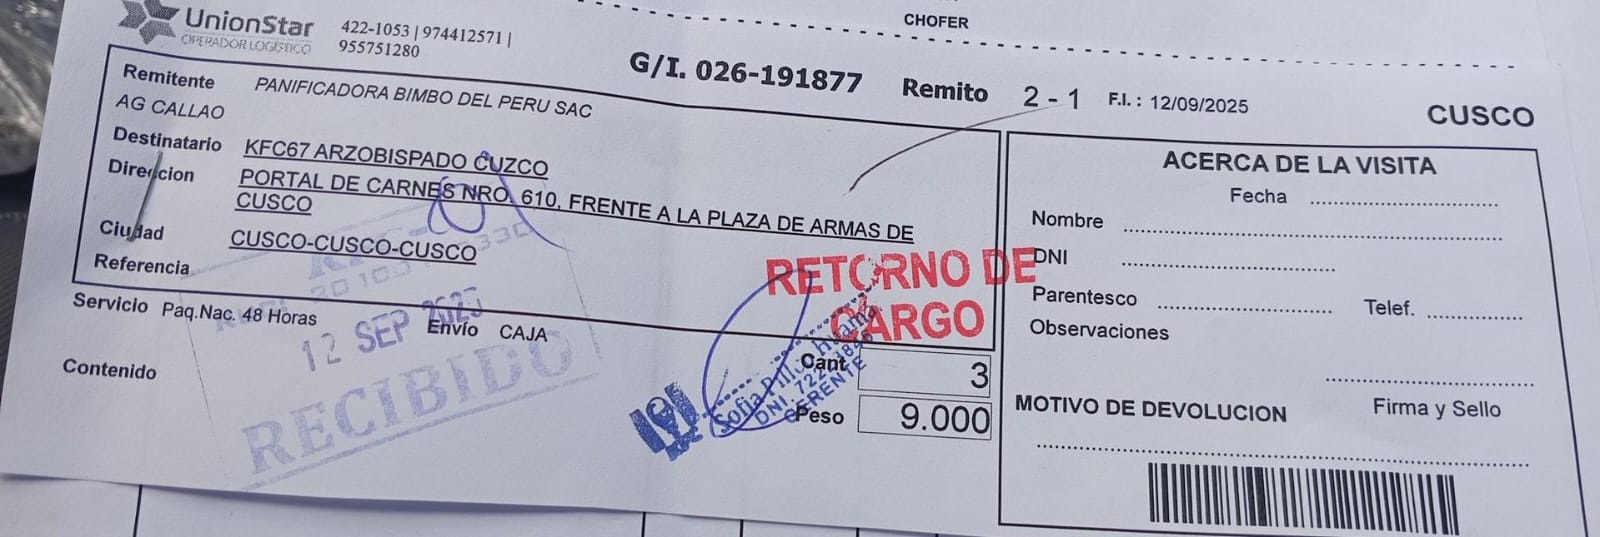 CHOFER
UnionStar
OPERADOR LOGISTICO
422-1053 | 974412571 |
955751280
G/I. 026-191877 Remito 2 - 1 F.I. : 12/09/2025 CUSCO
Remitente PANIFICADORA BIMBO DEL PERU SAC
AG CALLAO
Destinatario KFC67 ARZOBISPADO CUZCO
Direccion PORTAL DE CARNES NRO. 610, FRENTE A LA PLAZA DE ARMAS DE
CUSCO
Ciudad CUSCO-CUSCO-CUSCO
Referencia
Servicio Paq.Nac. 48 Horas
Envío CAJA
Contenido
12 SEP 2025
RECIBIDO
RETORNO DE
CARGO
Sofia
DNI.
GERENTE
Cant 3
Peso 9.000
ACERCA DE LA VISITA
Fecha
Nombre
DNI
Parentesco Telef.
Observaciones
Firma y Sello
MOTIVO DE DEVOLUCION